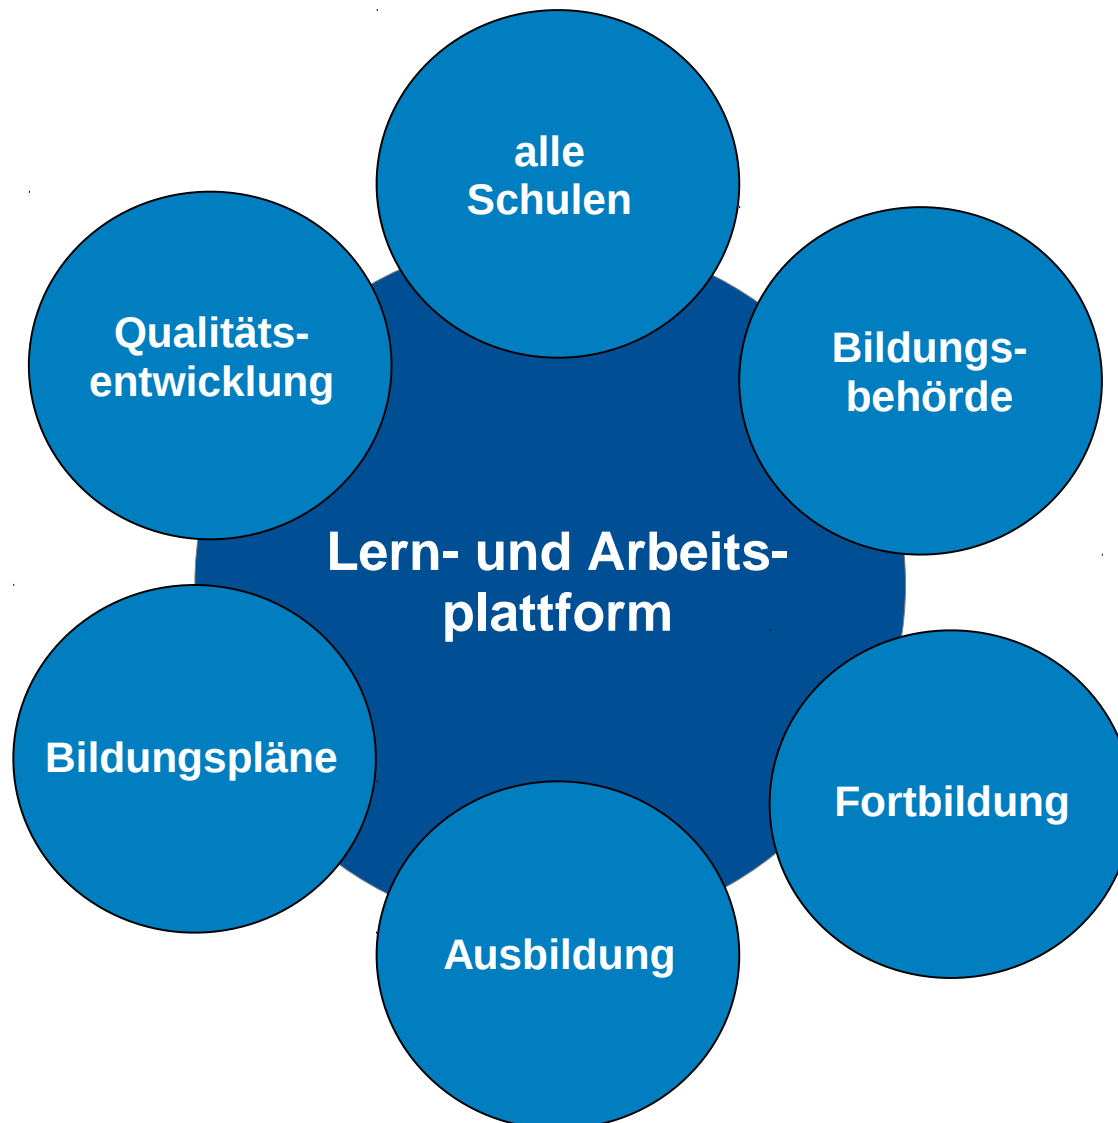 alle
Schulen
Qualitäts-
entwicklung
Bildungs-
behörde
Lern- und Arbeits-
plattform
Bildungspläne
Fortbildung
Ausbildung